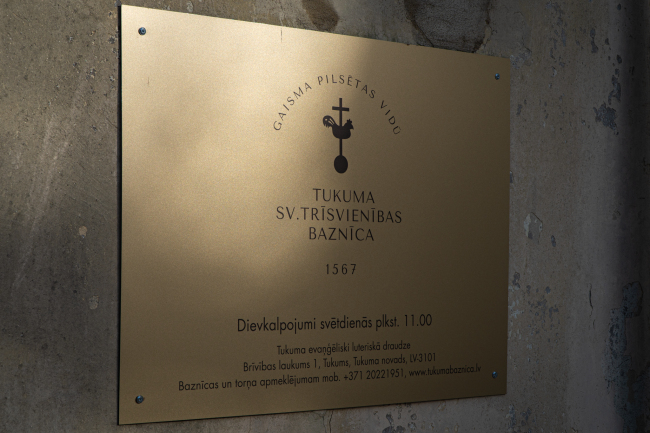 GAISMA PILSĒTAS VIDŪ
TUKUMA
SV.TRĪSVIENĪBAS
BAZNĪCA
1567
Dievkalpojumi svētdienās plkst. 11.00
Tukuma evaņģēliski luteriskā draudze
Brīvības laukums 1, Tukums, Tukuma novads, LV-3101
Baznīcas un torņa apmeklējumam mob. +371 20221951, www.tukumabaznica.lv